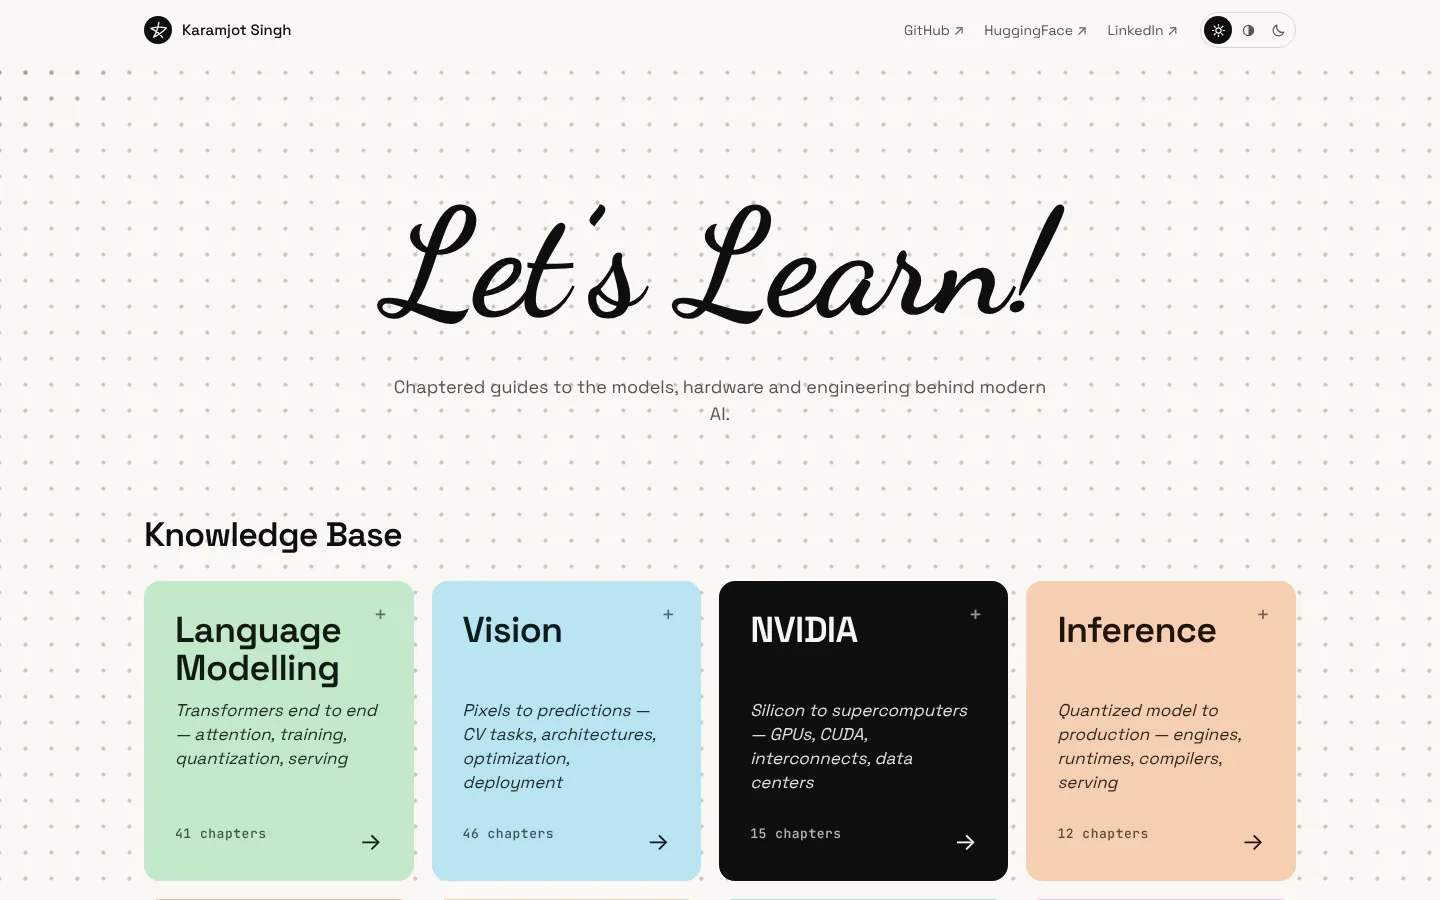 Karamjot Singh
GitHub ↗
HuggingFace ↗
LinkedIn ↗
Let's Learn!
Chaptered guides to the models, hardware and engineering behind modern
AI.
Knowledge Base
Language
Modelling
+
Transformers end to end
— attention, training,
quantization, serving
41 chapters
→
Vision
+
Pixels to predictions —
CV tasks, architectures,
optimization,
deployment
46 chapters
→
NVIDIA
+
Silicon to supercomputers
— GPUs, CUDA,
interconnects, data
centers
15 chapters
→
Inference
+
Quantized model to
production — engines,
runtimes, compilers,
serving
12 chapters
→